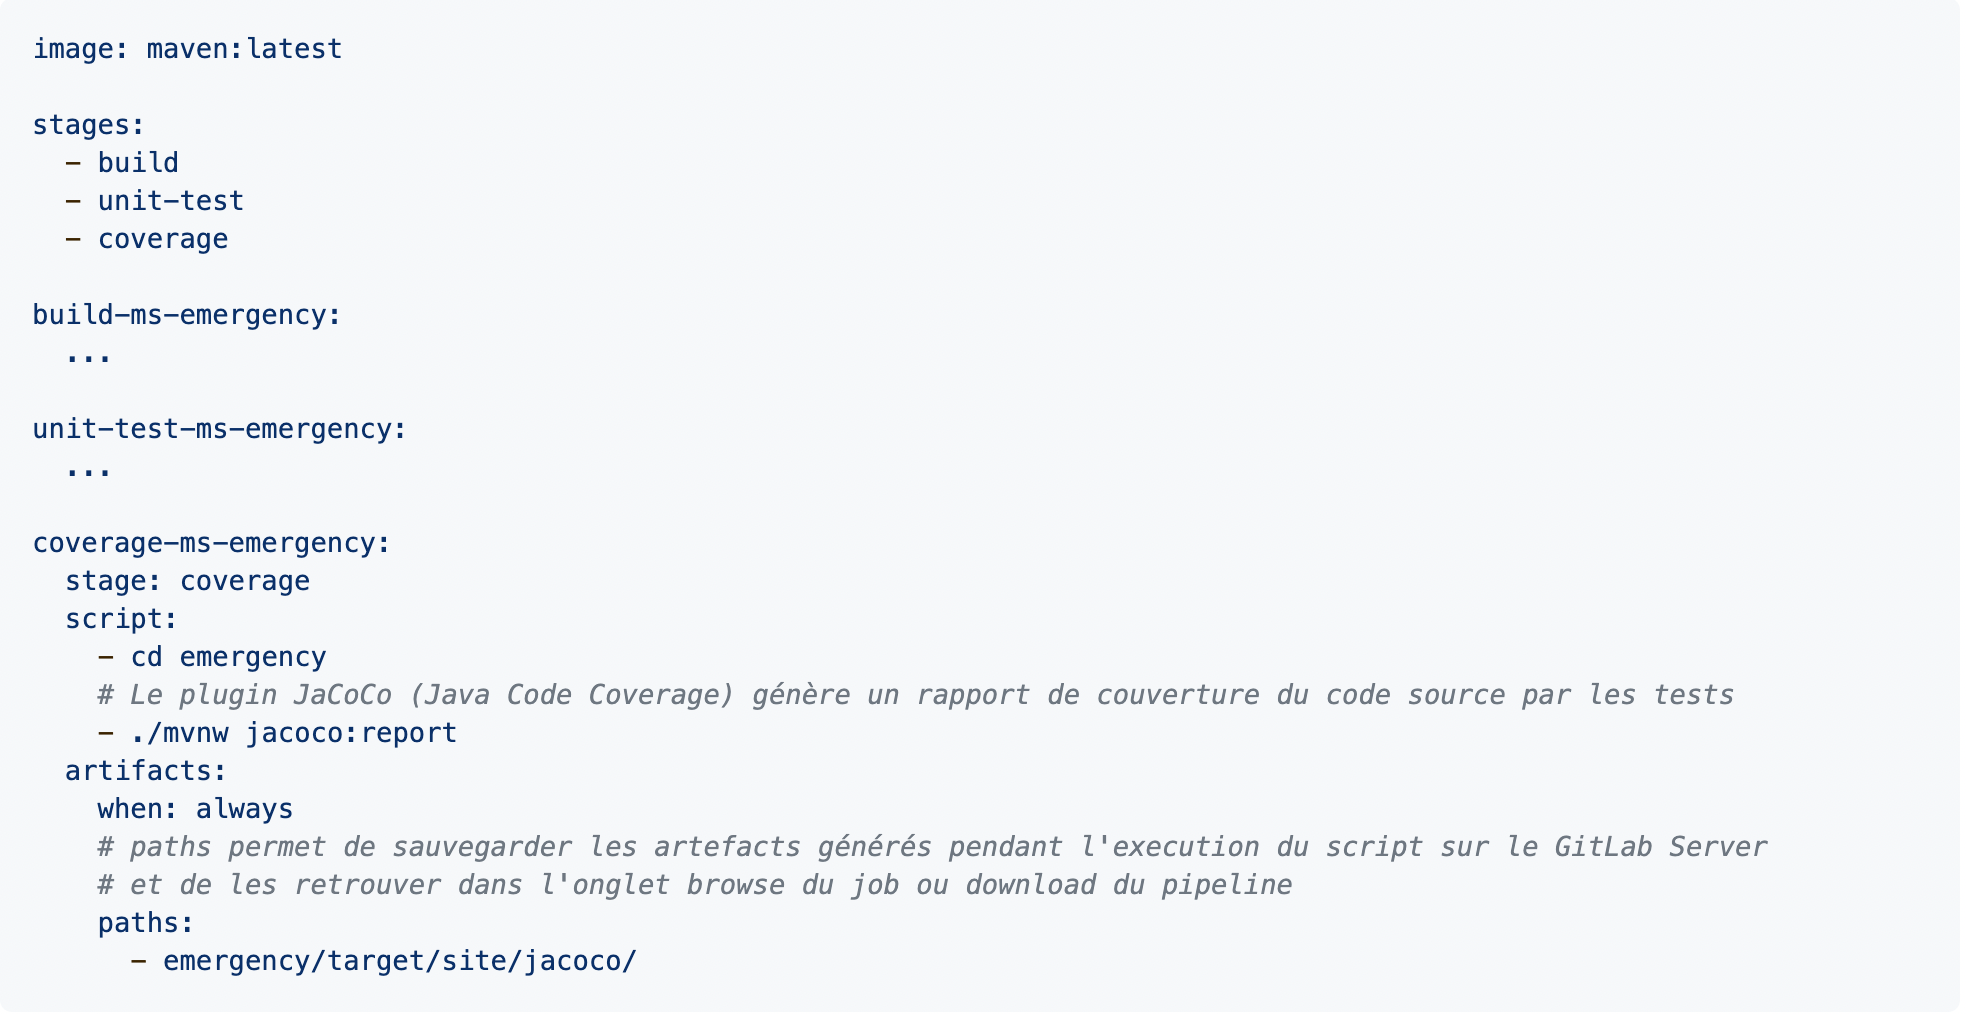 image: maven:latest

stages:
  - build
  - unit-test
  - coverage

build-ms-emergency:
  ...

unit-test-ms-emergency:
  ...

coverage-ms-emergency:
  stage: coverage
  script:
    - cd emergency
    # Le plugin JaCoCo (Java Code Coverage) génère un rapport de couverture du code source par les tests
    - ./mvnw jacoco:report
  artifacts:
    when: always
    # paths permet de sauvegarder les artefacts générés pendant l'execution du script sur le GitLab Server
    # et de les retrouver dans l'onglet browse du job ou download du pipeline
    paths:
      - emergency/target/site/jacoco/